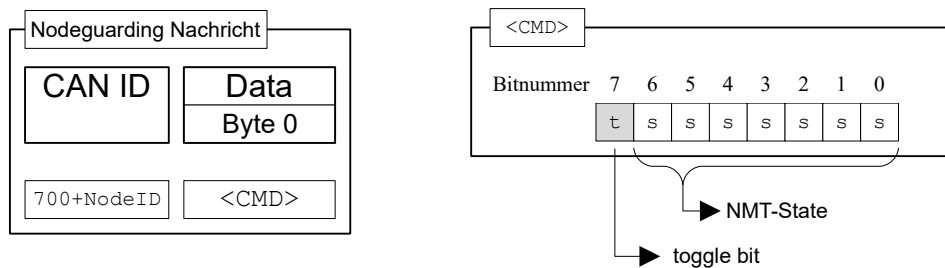 Nodeguarding Nachricht
CAN ID
Data
Byte 0
700+NodeID
<CMD>
<CMD>
Bitnummer 7 6 5 4 3 2 1 0
t s s s s s s s
NMT-State
toggle bit